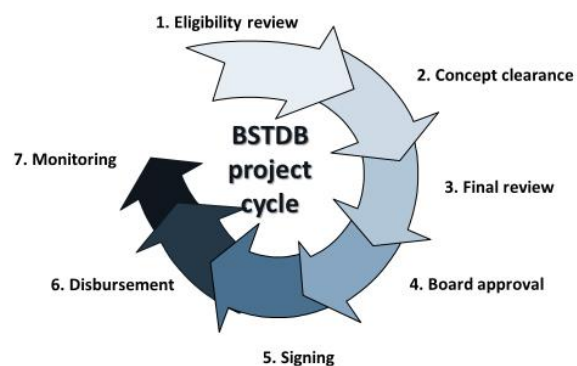 1. Eligibility review
2. Concept clearance
BSTDB
project
cycle
7. Monitoring
3. Final review
6. Disbursement
4. Board approval
5. Signing